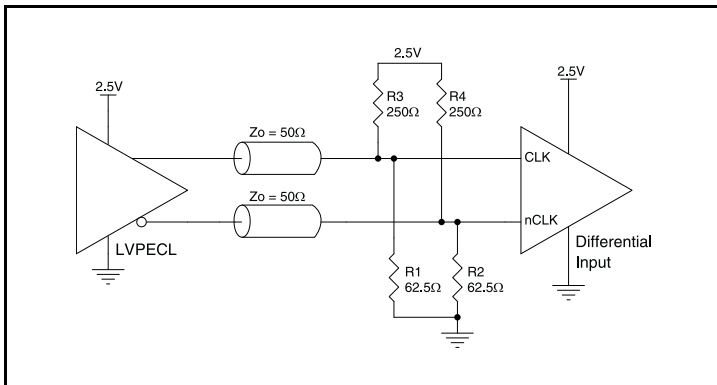 2.5V
2.5V
2.5V
R3
250Ω
R4
250Ω
Zo = 50Ω
CLK
Zo = 50Ω
nCLK
LVPECL
Differential
Input
R1
62.5Ω
R2
62.5Ω